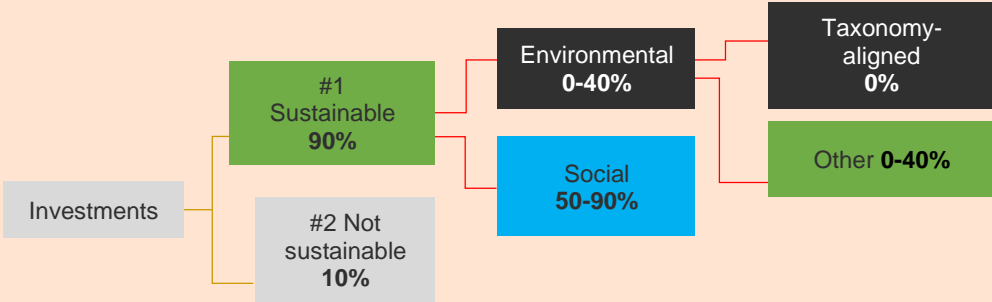 Investments
#1
Sustainable
90%
#2 Not
sustainable
10%
Environmental
0-40%
Social
50-90%
Taxonomy-
aligned
0%
Other 0-40%